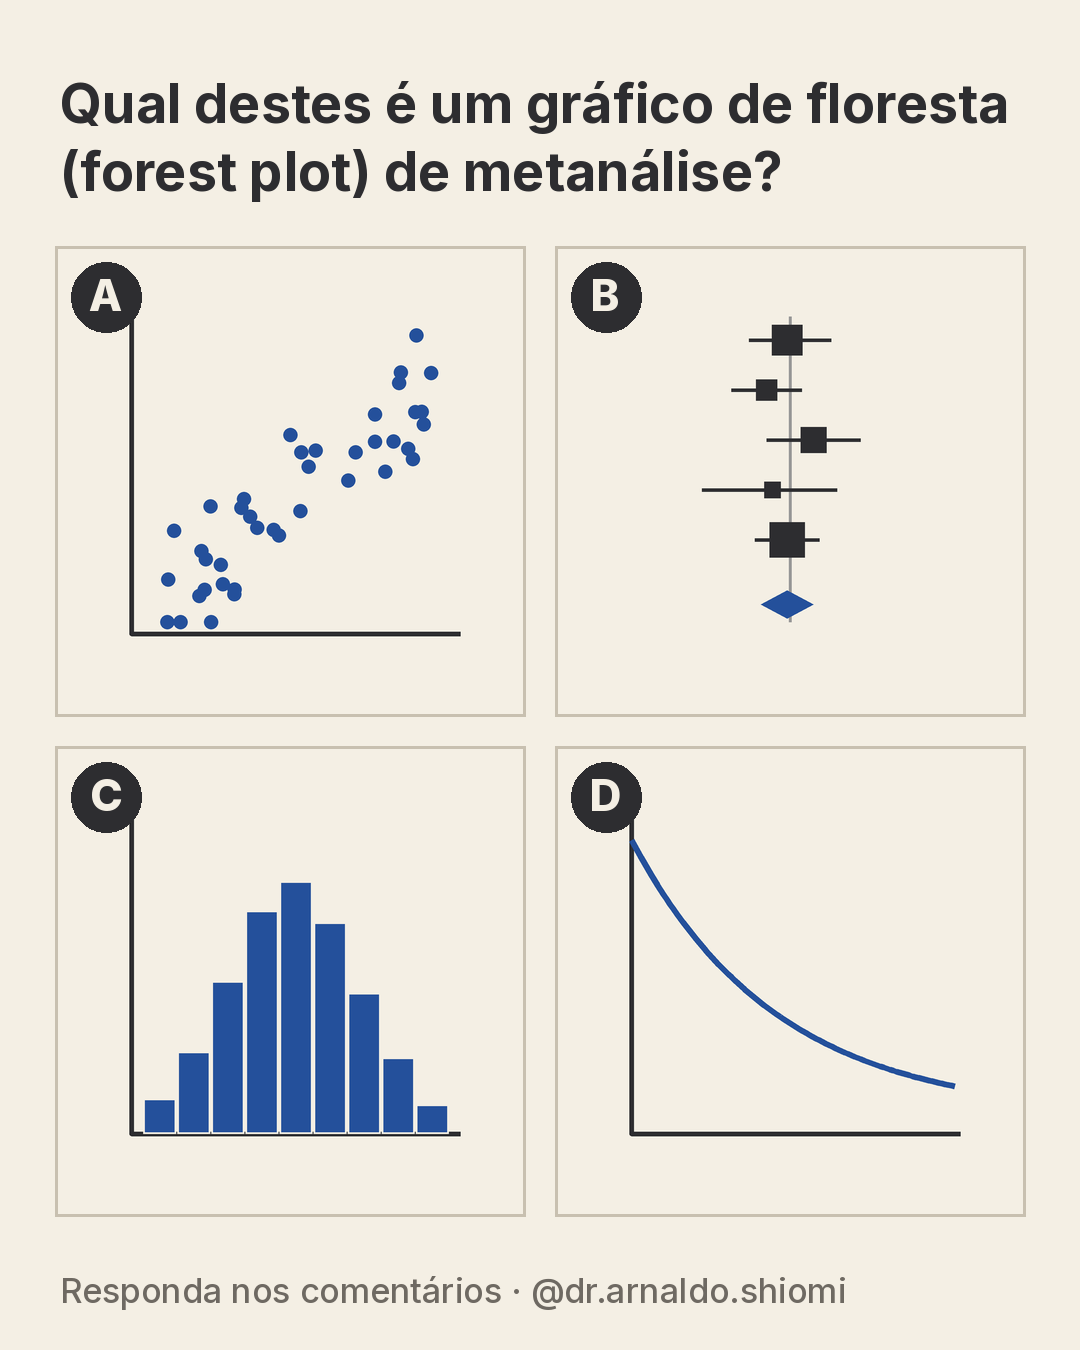 Qual destes é um gráfico de floresta
(forest plot) de metanálise?
A
B
C
D
Responda nos comentários · @dr.arnaldo.shiomi